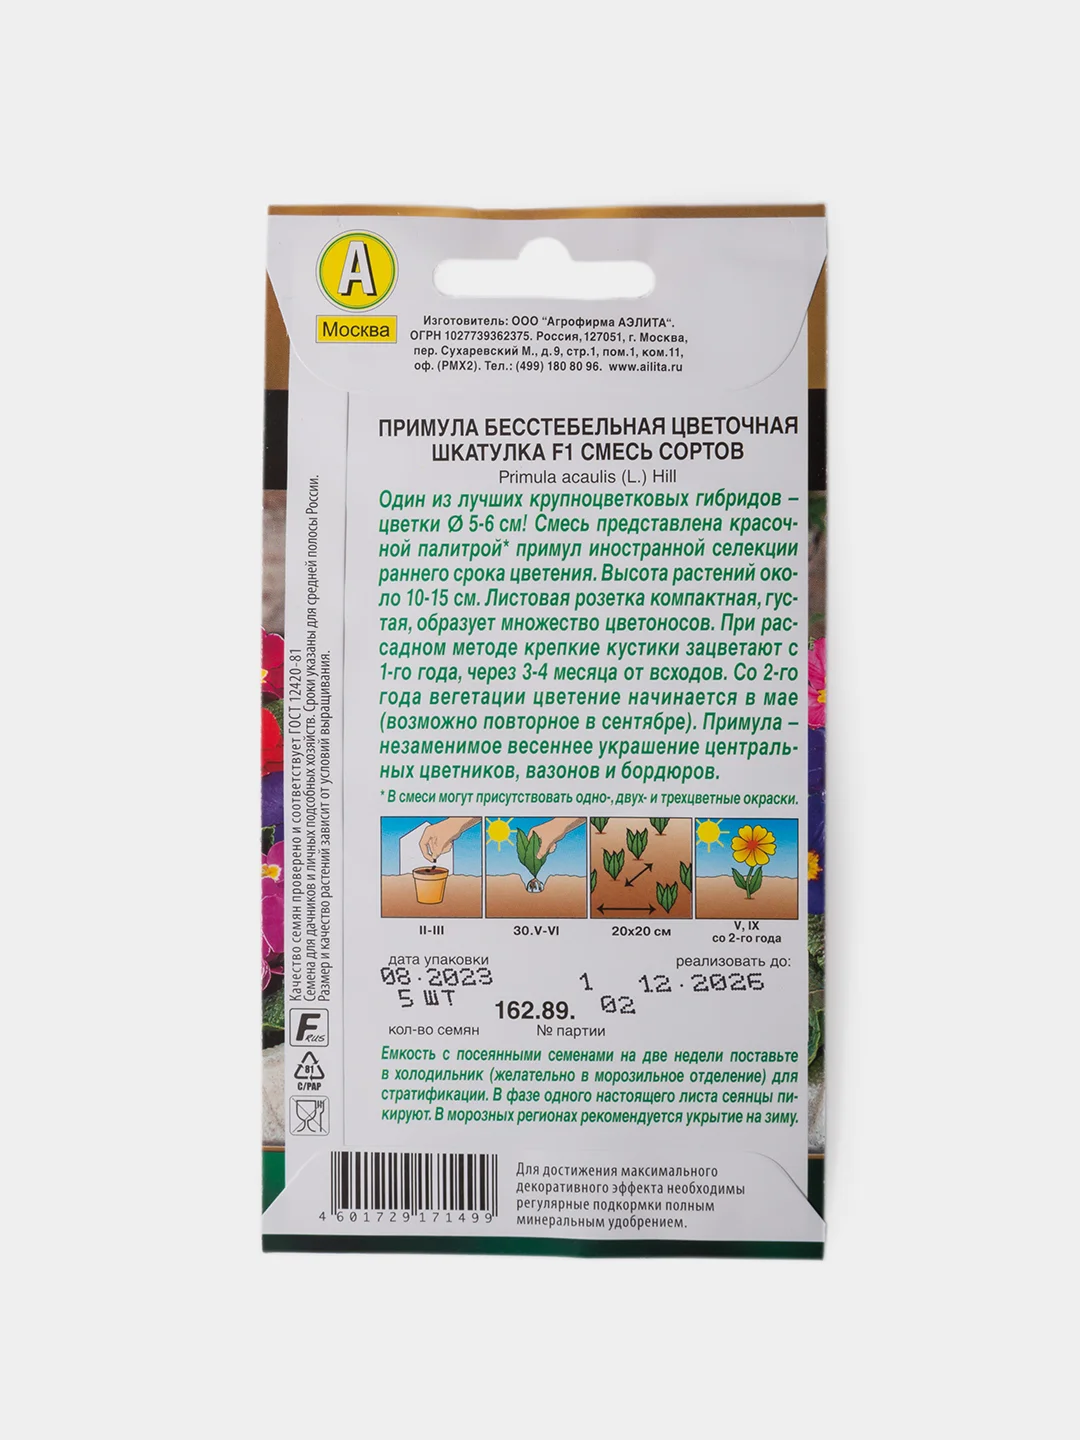 А
Москва
Изготовитель: ООО "Агрофирма АЭЛИТА".
ОГРН 1027739362375. Россия,127051, г. Москва,
пер. Сухаревский М., д.9, стр.1, пом.1, ком.11,
оф. (РМХ2). Тел.: (499) 180 80 96. www.ailita.ru
ПРИМУЛА БЕССТЕБЕЛЬНАЯ ЦВЕТОЧНАЯ
ШКАТУЛКА F1 СМЕСЬ СОРТОВ
Primula acaulis (L.) Hill
Один из лучших крупноцветковых гибридов –
цветки Ø 5-6 см! Смесь представлена красоч-
ной палитрой* примул иностранной селекции
раннего срока цветения. Высота растений око-
ло 10-15 см. Листовая розетка компактная, гус-
тая, образует множество цветоносов. При рас-
садном методе крепкие кустики зацветают с
1-го года, через 3-4 месяца от всходов. Со 2-го
года вегетации цветение начинается в мае
(возможно повторное в сентябре). Примула –
незаменимое весеннее украшение централь-
ных цветников, вазонов и бордюров.
* В смеси могут присутствовать одно-, двух- и трехцветные окраски.
II-III
30.V-VI
20x20 см
V, IX
со 2-го года
дата упаковки
реализовать до:
08.2023
1 12.2026
5 ШТ
162.89.
02
кол-во семян
№ партии
Емкость с посеянными семенами на две недели поставьте
в холодильник (желательно в морозильное отделение) для
стратификации. В фазе одного настоящего листа сеянцы пи-
кируют. В морозных регионах рекомендуется укрытие на зиму.
Качество семян проверено и соответствует ГОСТ 12420-81
Семена для дачников и личных подсобных хозяйств. Сроки указаны для средней полосы России.
Размер и качество растений зависит от условий выращивания.
F RUS
81
C/PAP
4 601729 171499
Для достижения максимального
декоративного эффекта необходимы
регулярные подкормки полным
минеральным удобрением.